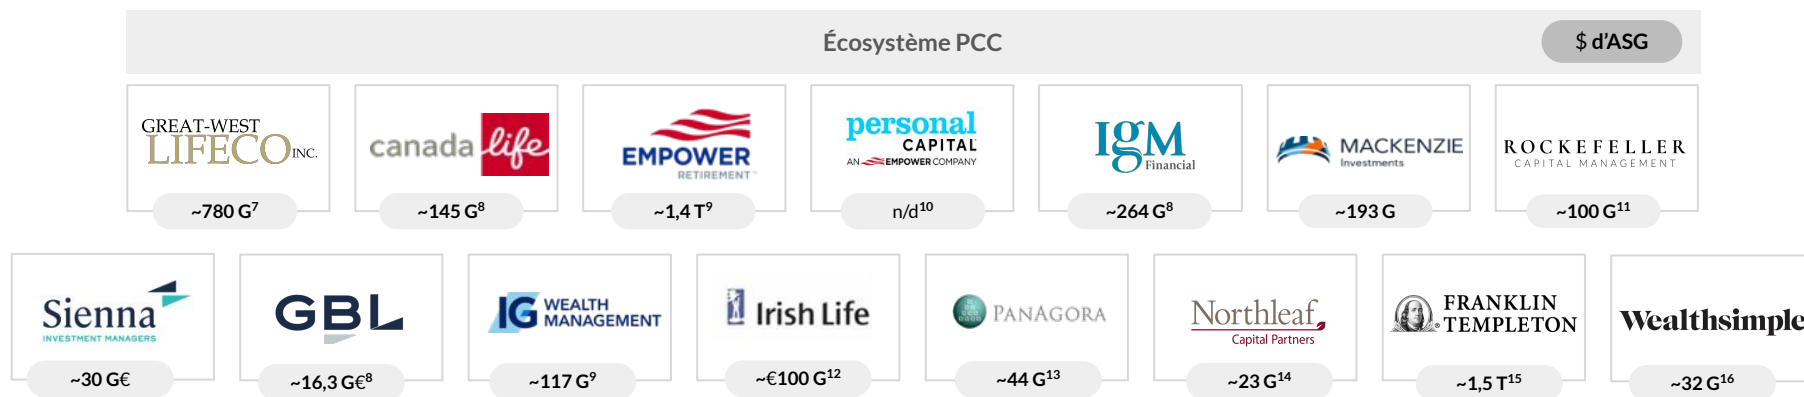 Écosystème PCC
$ d’ASG
GREAT-WEST
LIFECO INC.
canada life
EMPOWER
RETIREMENT™
personal
CAPITAL
AN EMPOWER COMPANY
IGM
Financial
MACKENZIE
Investments
ROCKEFELLER
CAPITAL MANAGEMENT
~780 G⁷
~145 G⁸
~1,4 T⁹
n/d¹⁰
~264 G⁸
~193 G
~100 G¹¹
Sienna
INVESTMENT MANAGERS
GBL
IG WEALTH
MANAGEMENT
Irish Life
PANAGORA
Northleaf
Capital Partners
FRANKLIN
TEMPLETON
Wealthsimple
~30 G€
~16,3 G€⁸
~117 G⁹
~€100 G¹²
~44 G¹³
~23 G¹⁴
~1,5 T¹⁵
~32 G¹⁶